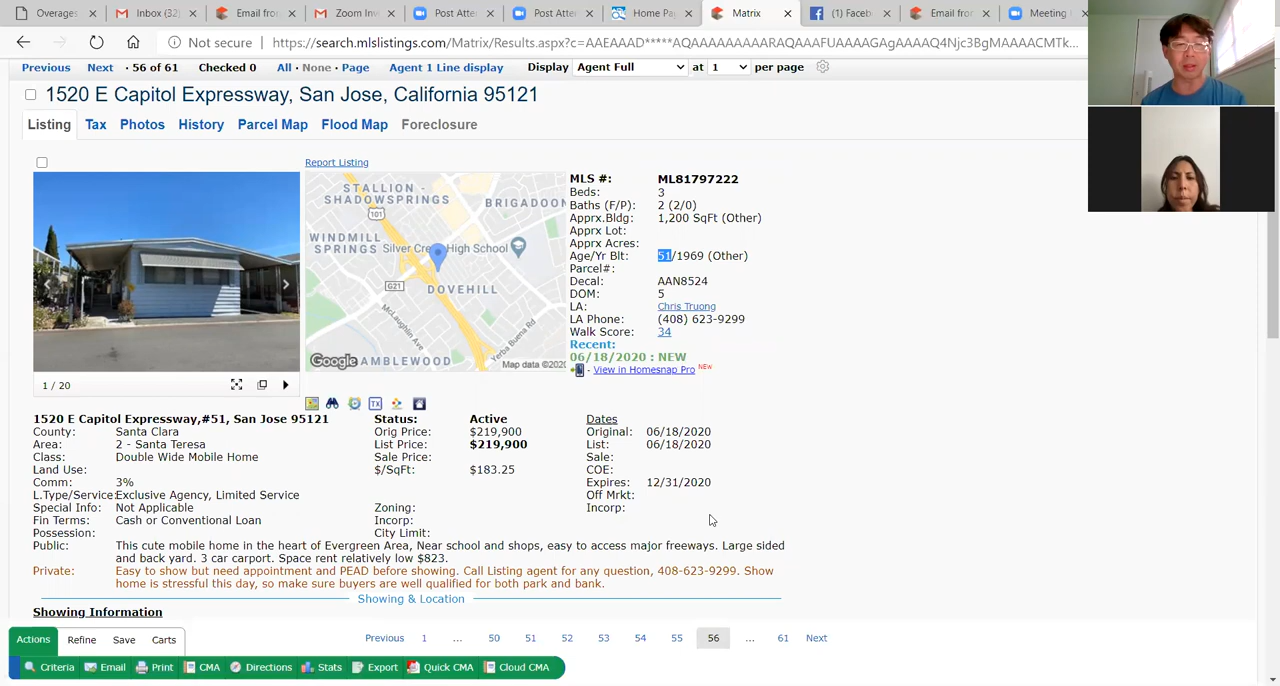 Overages
Inbox (32)
Email from
Zoom Inv
Post Atte
Post Atte
Home Pa
Matrix
(1) Faceb
Email from
Meeting
Not secure | https://search.mlslistings.com/Matrix/Results.aspx?c=AAEAAAD*****AQAAAAAAAAARAQAAAFUAAAAGAgAAAAQ4Njc3BgMAAAACMTk...
Previous Next · 56 of 61 Checked 0 All · None · Page Agent 1 Line display Display Agent Full at 1 per page
1520 E Capitol Expressway, San Jose, California 95121
Listing Tax Photos History Parcel Map Flood Map Foreclosure
Report Listing
STALLION -
SHADOWSPRINGS
101
BRIGADOON
WINDMILL
SPRINGS
Silver Cre
High School
G21
DOVEHILL
McLaughlin Ave
Yerba Buena Rd
AMBLEWOOD
Google
Map data ©2020
1 / 20
MLS #: ML81797222
Beds: 3
Baths (F/P): 2 (2/0)
Apprx.Bldg: 1,200 SqFt (Other)
Apprx Lot:
Apprx Acres:
Age/Yr Blt: 51/1969 (Other)
Parcel#:
Decal: AAN8524
DOM: 5
LA: Chris Truong
LA Phone: (408) 623-9299
Walk Score: 34
Recent:
06/18/2020 : NEW
- View in Homesnap Pro NEW
TX
1520 E Capitol Expressway,#51, San Jose 95121 Status: Active Dates
County: Santa Clara Orig Price: $219,900 Original: 06/18/2020
Area: 2 - Santa Teresa List Price: $219,900 List: 06/18/2020
Class: Double Wide Mobile Home Sale Price: Sale:
Land Use: $/SqFt: $183.25 COE:
Comm: 3% Expires: 12/31/2020
L.Type/Service: Exclusive Agency, Limited Service Off Mrkt:
Special Info: Not Applicable Zoning: Incorp:
Fin Terms: Cash or Conventional Loan Incorp:
Possession: City Limit:
Public: This cute mobile home in the heart of Evergreen Area, Near school and shops, easy to access major freeways. Large sided
and back yard. 3 car carport. Space rent relatively low $823.
Private: Easy to show but need appointment and PEAD before showing. Call Listing agent for any question, 408-623-9299. Show
home is stressful this day, so make sure buyers are well qualified for both park and bank.
Showing & Location
Showing Information
Actions Refine Save Carts
Previous 1 ... 50 51 52 53 54 55 56 ... 61 Next
Criteria Email Print CMA Directions Stats Export Quick CMA Cloud CMA